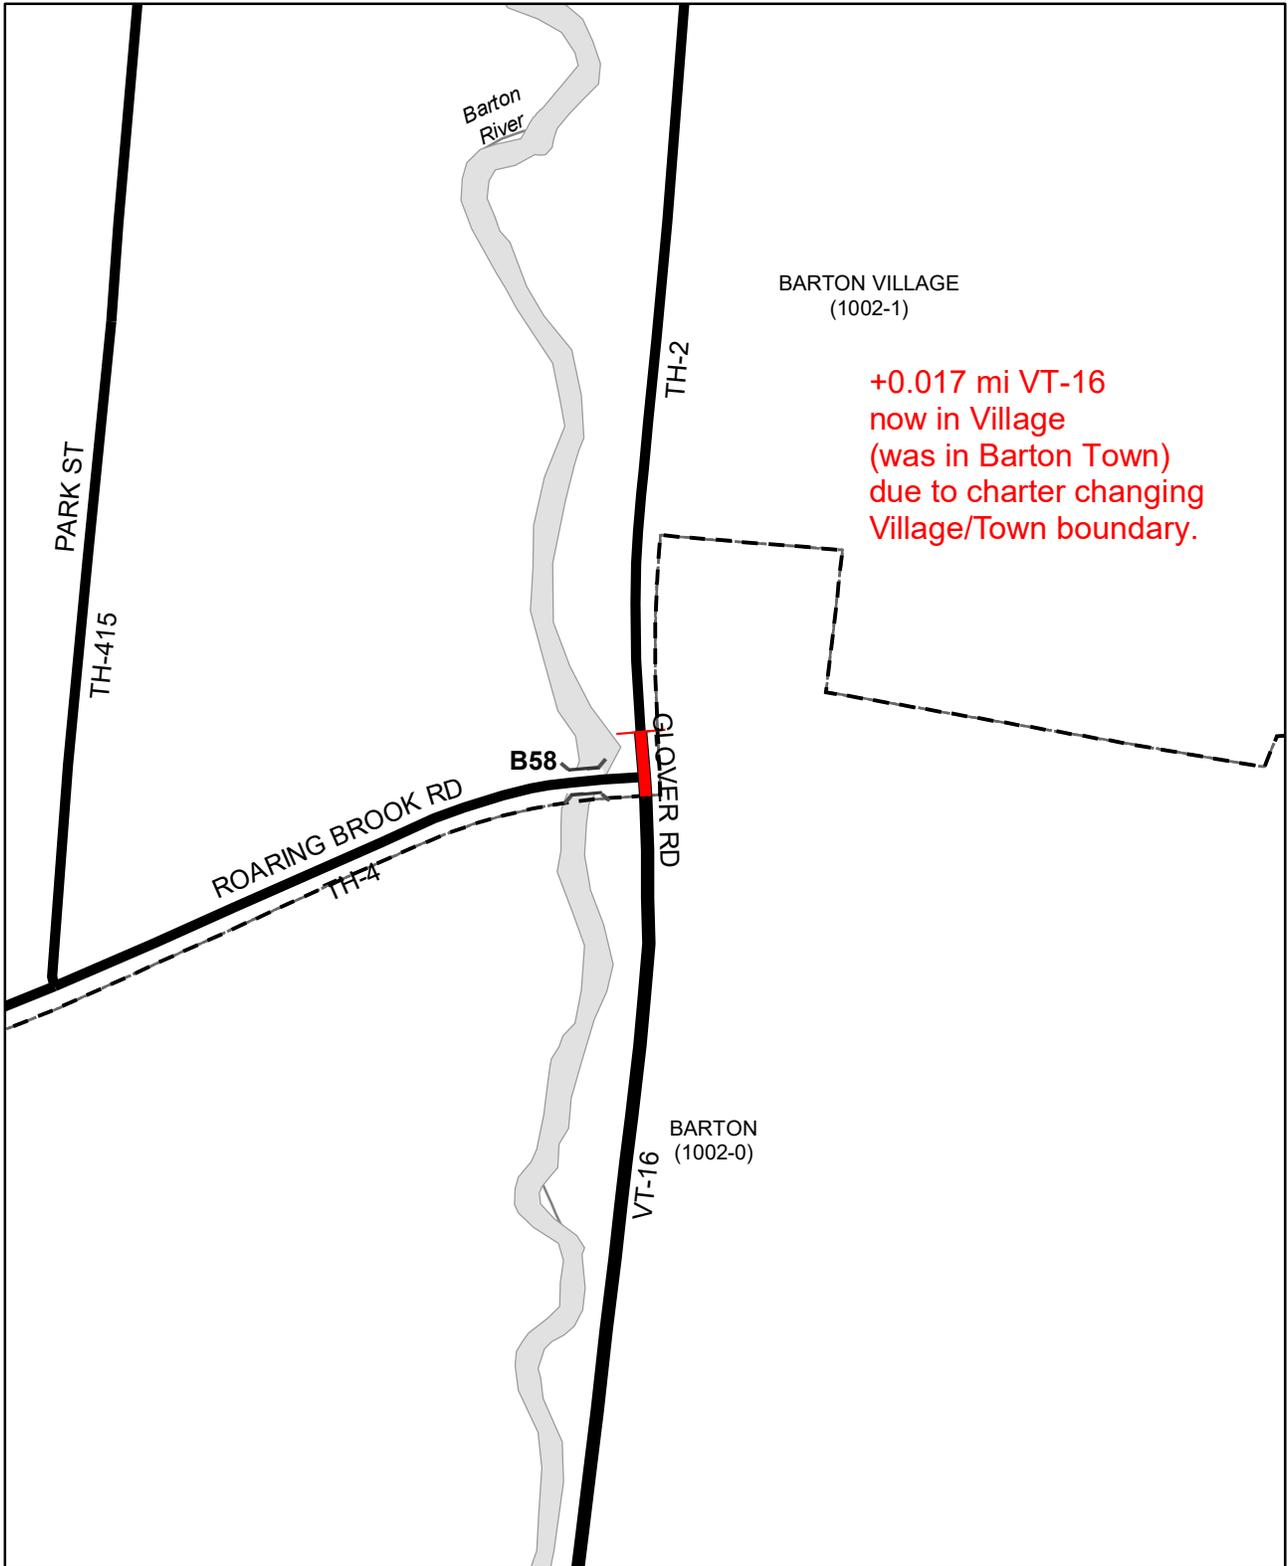 Barton
River
BARTON VILLAGE
(1002-1)
TH-2
+0.017 mi VT-16
now in Village
(was in Barton Town)
due to charter changing
Village/Town boundary.
PARK ST
TH-415
GLOVER RD
B58
ROARING BROOK RD
TH-4
BARTON
(1002-0)
VT-16